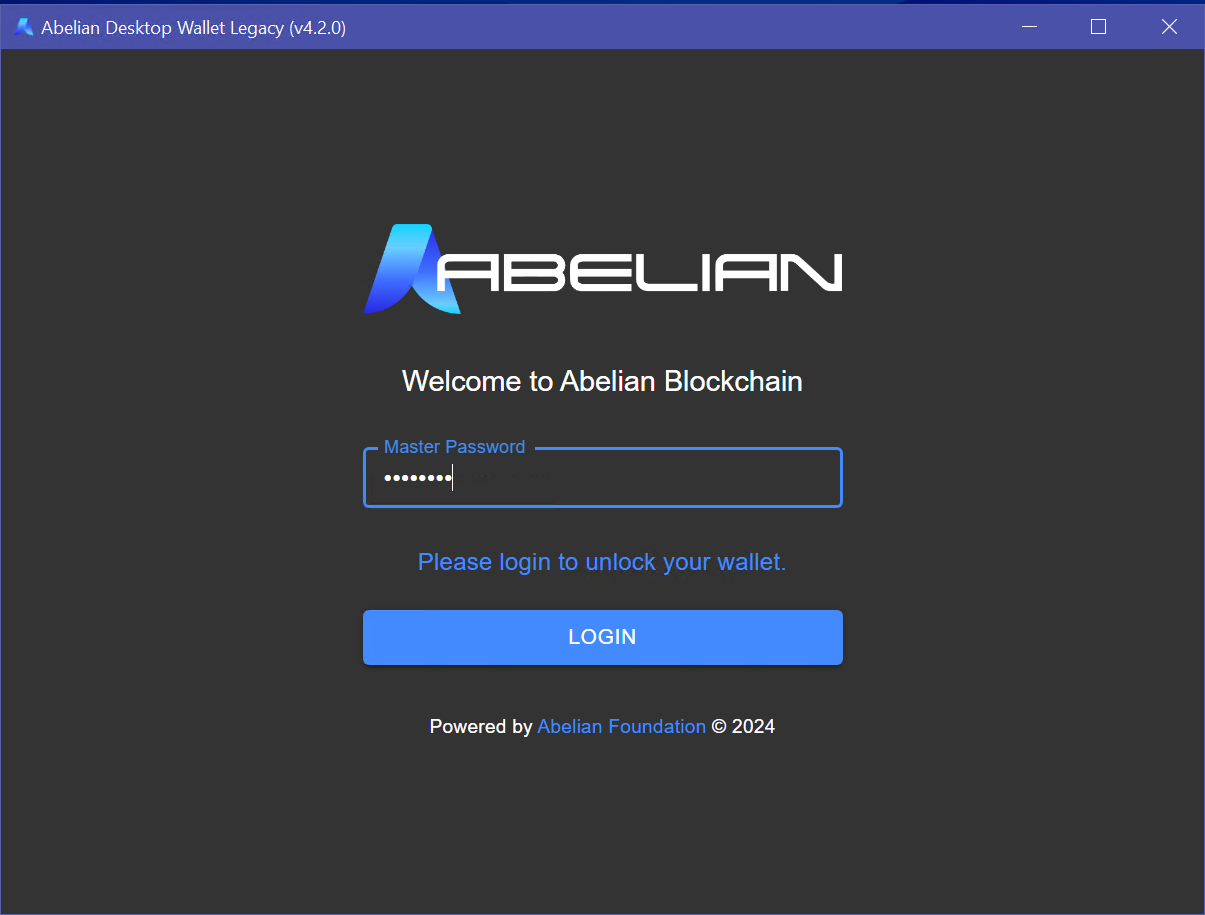 Abelian Desktop Wallet Legacy (v4.2.0)
ABELIAN
Welcome to Abelian Blockchain
Master Password
••••••••
Please login to unlock your wallet.
LOGIN
Powered by Abelian Foundation © 2024